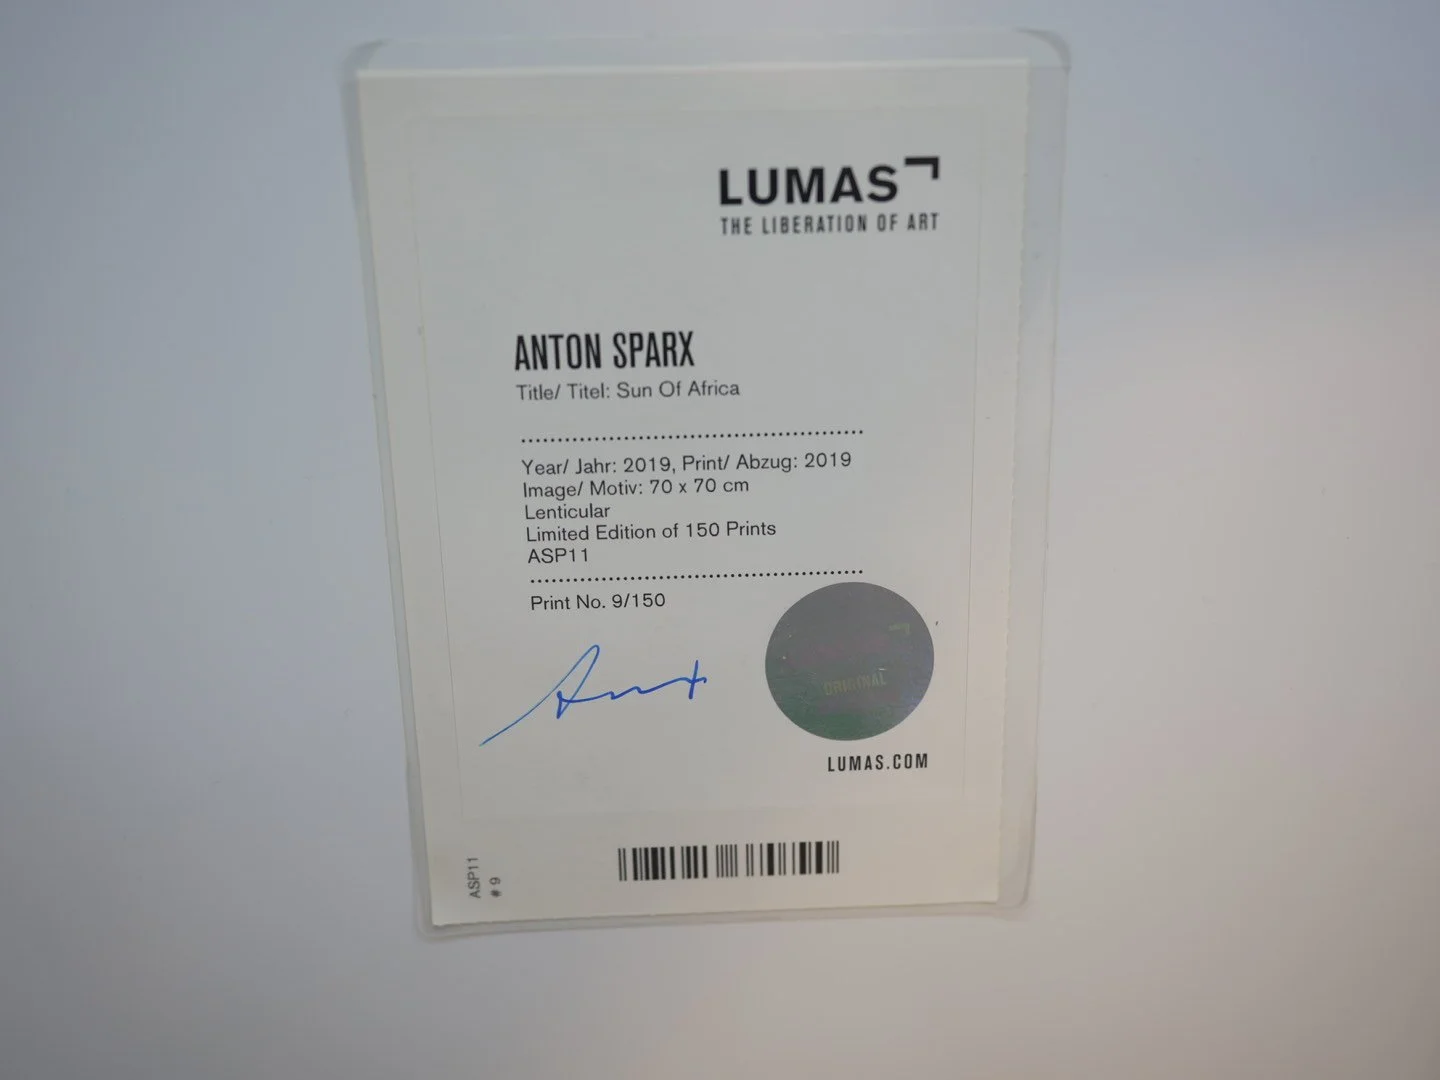 LUMAS
THE LIBERATION OF ART
ANTON SPARX
Title/ Titel: Sun Of Africa
Year/ Jahr: 2019, Print/ Abzug: 2019
Image/ Motiv: 70 x 70 cm
Lenticular
Limited Edition of 150 Prints
ASP11
Print No. 9/150
ORIGINAL
LUMAS.COM
ASP11
# 9